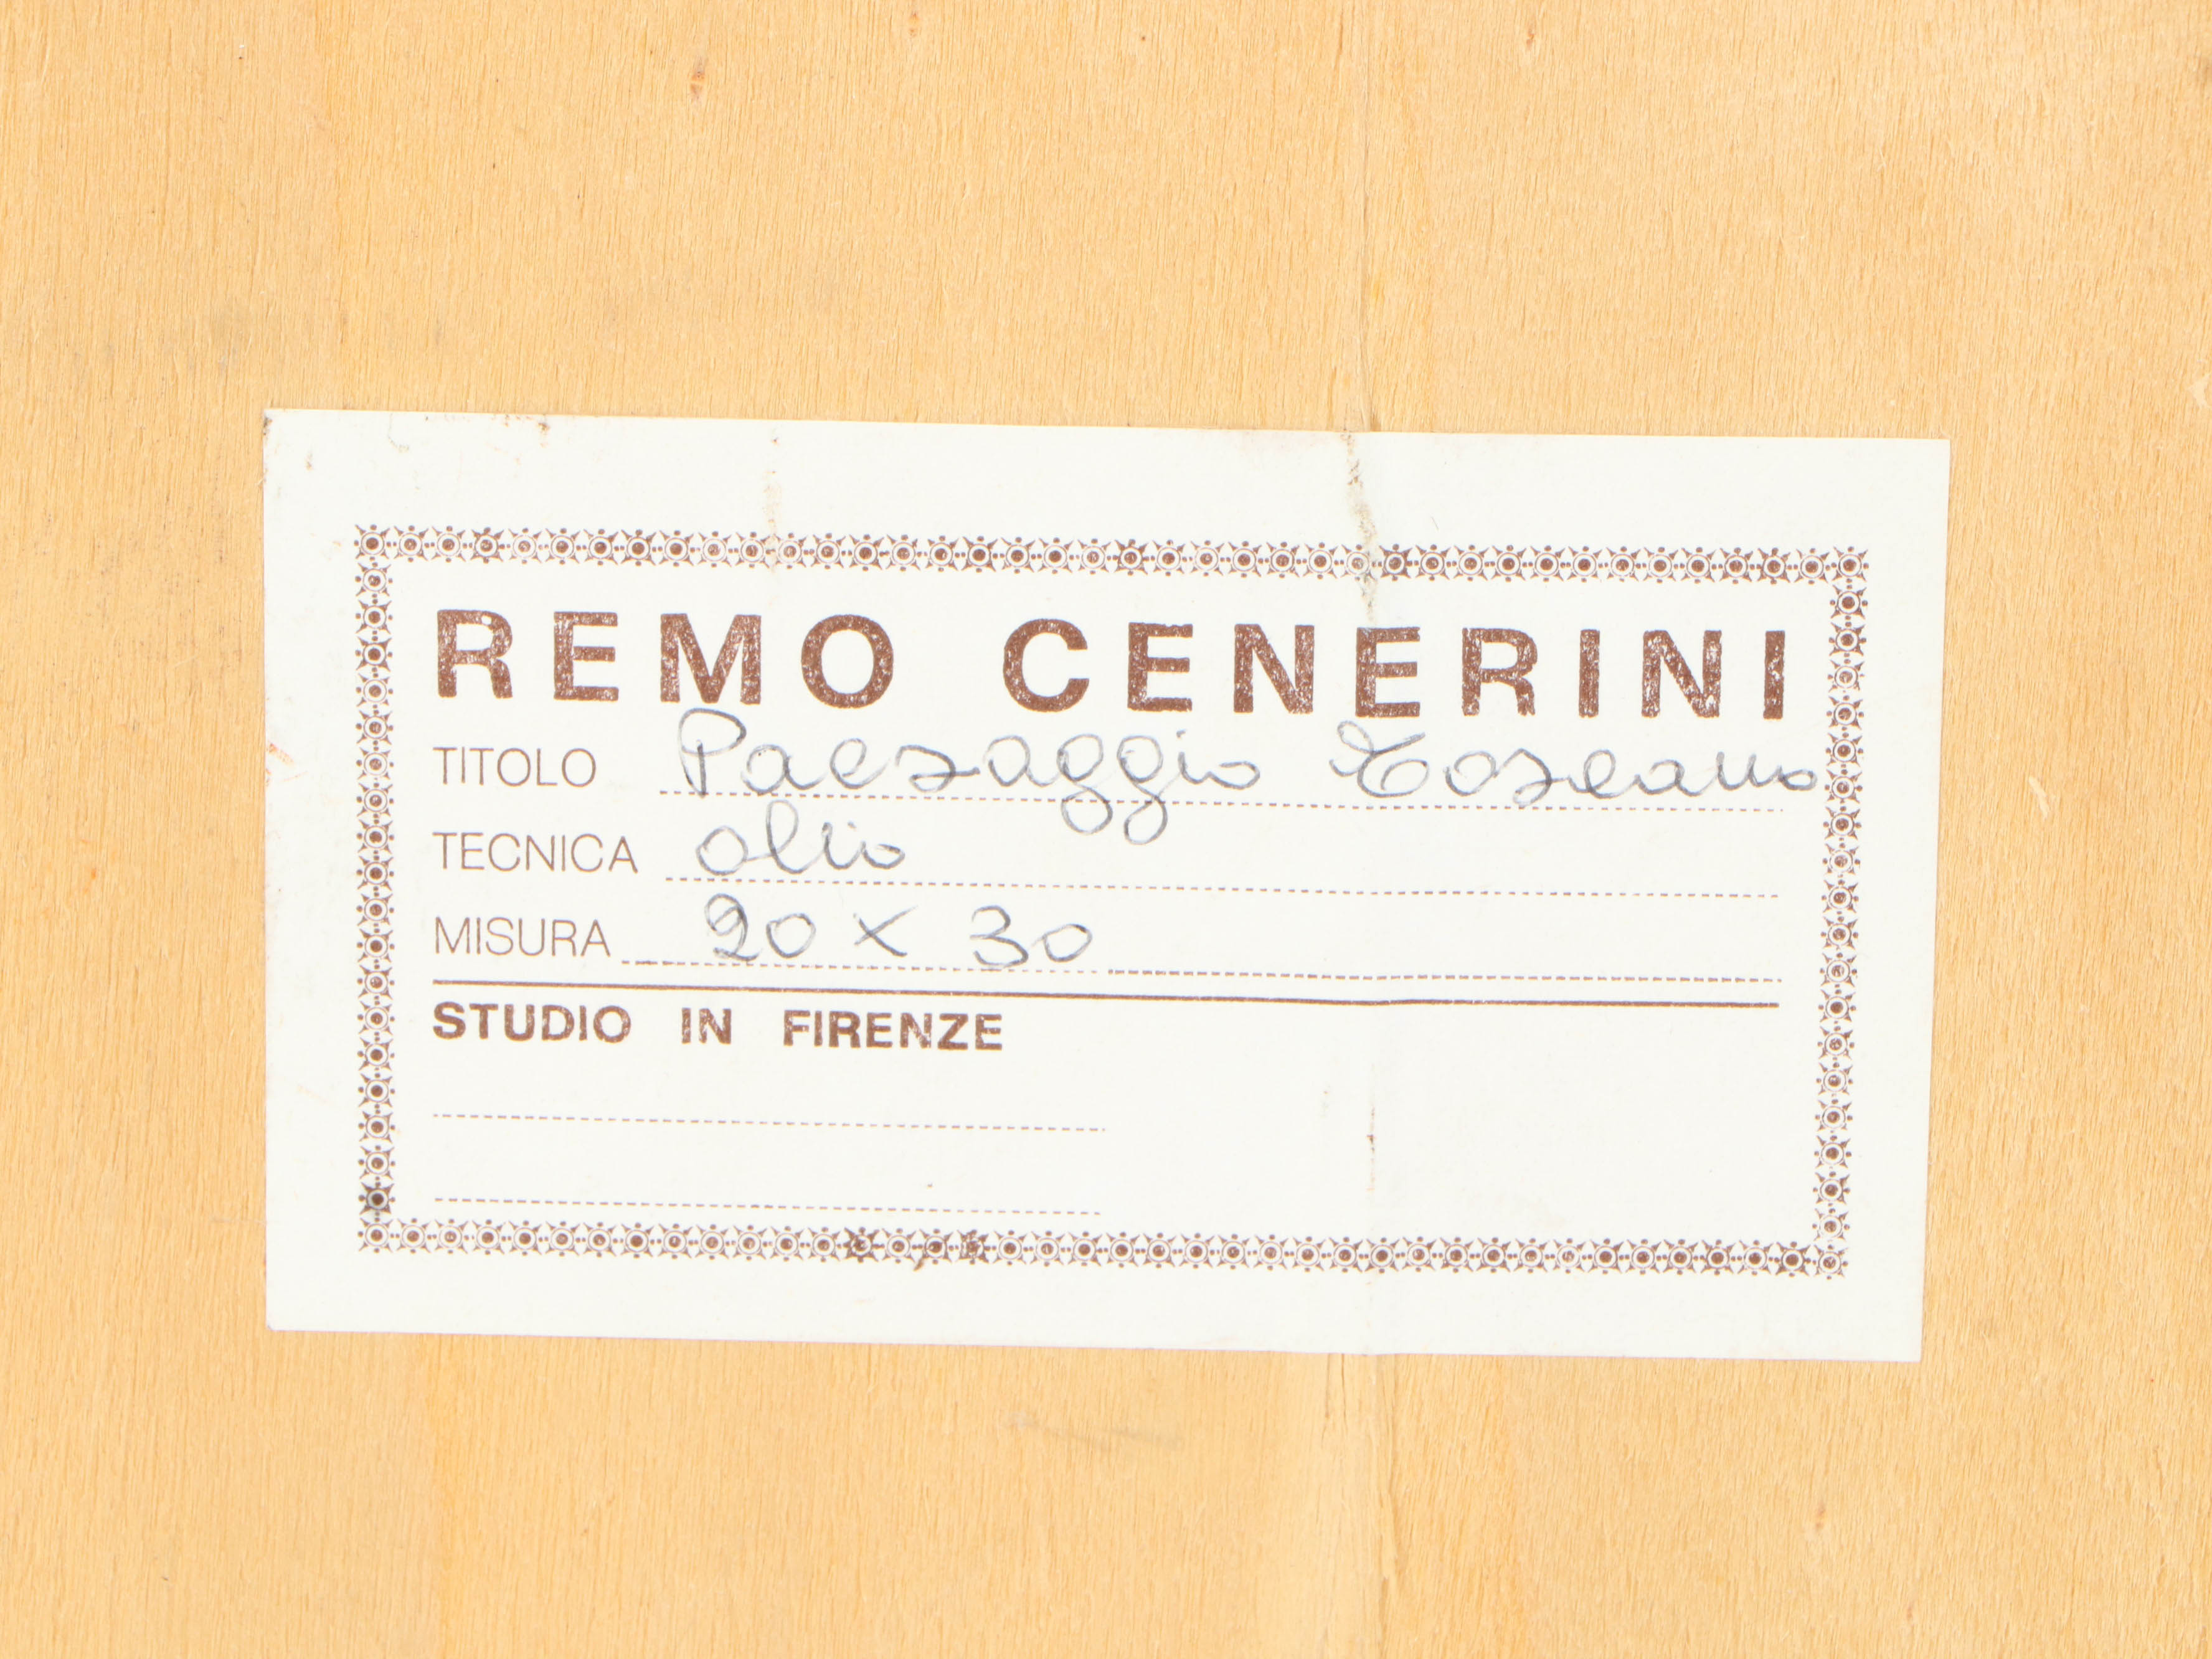 REMO CENERINI
TITOLO Paesaggio Toscano
TECNICA olio
MISURA 20 x 30
STUDIO IN FIRENZE